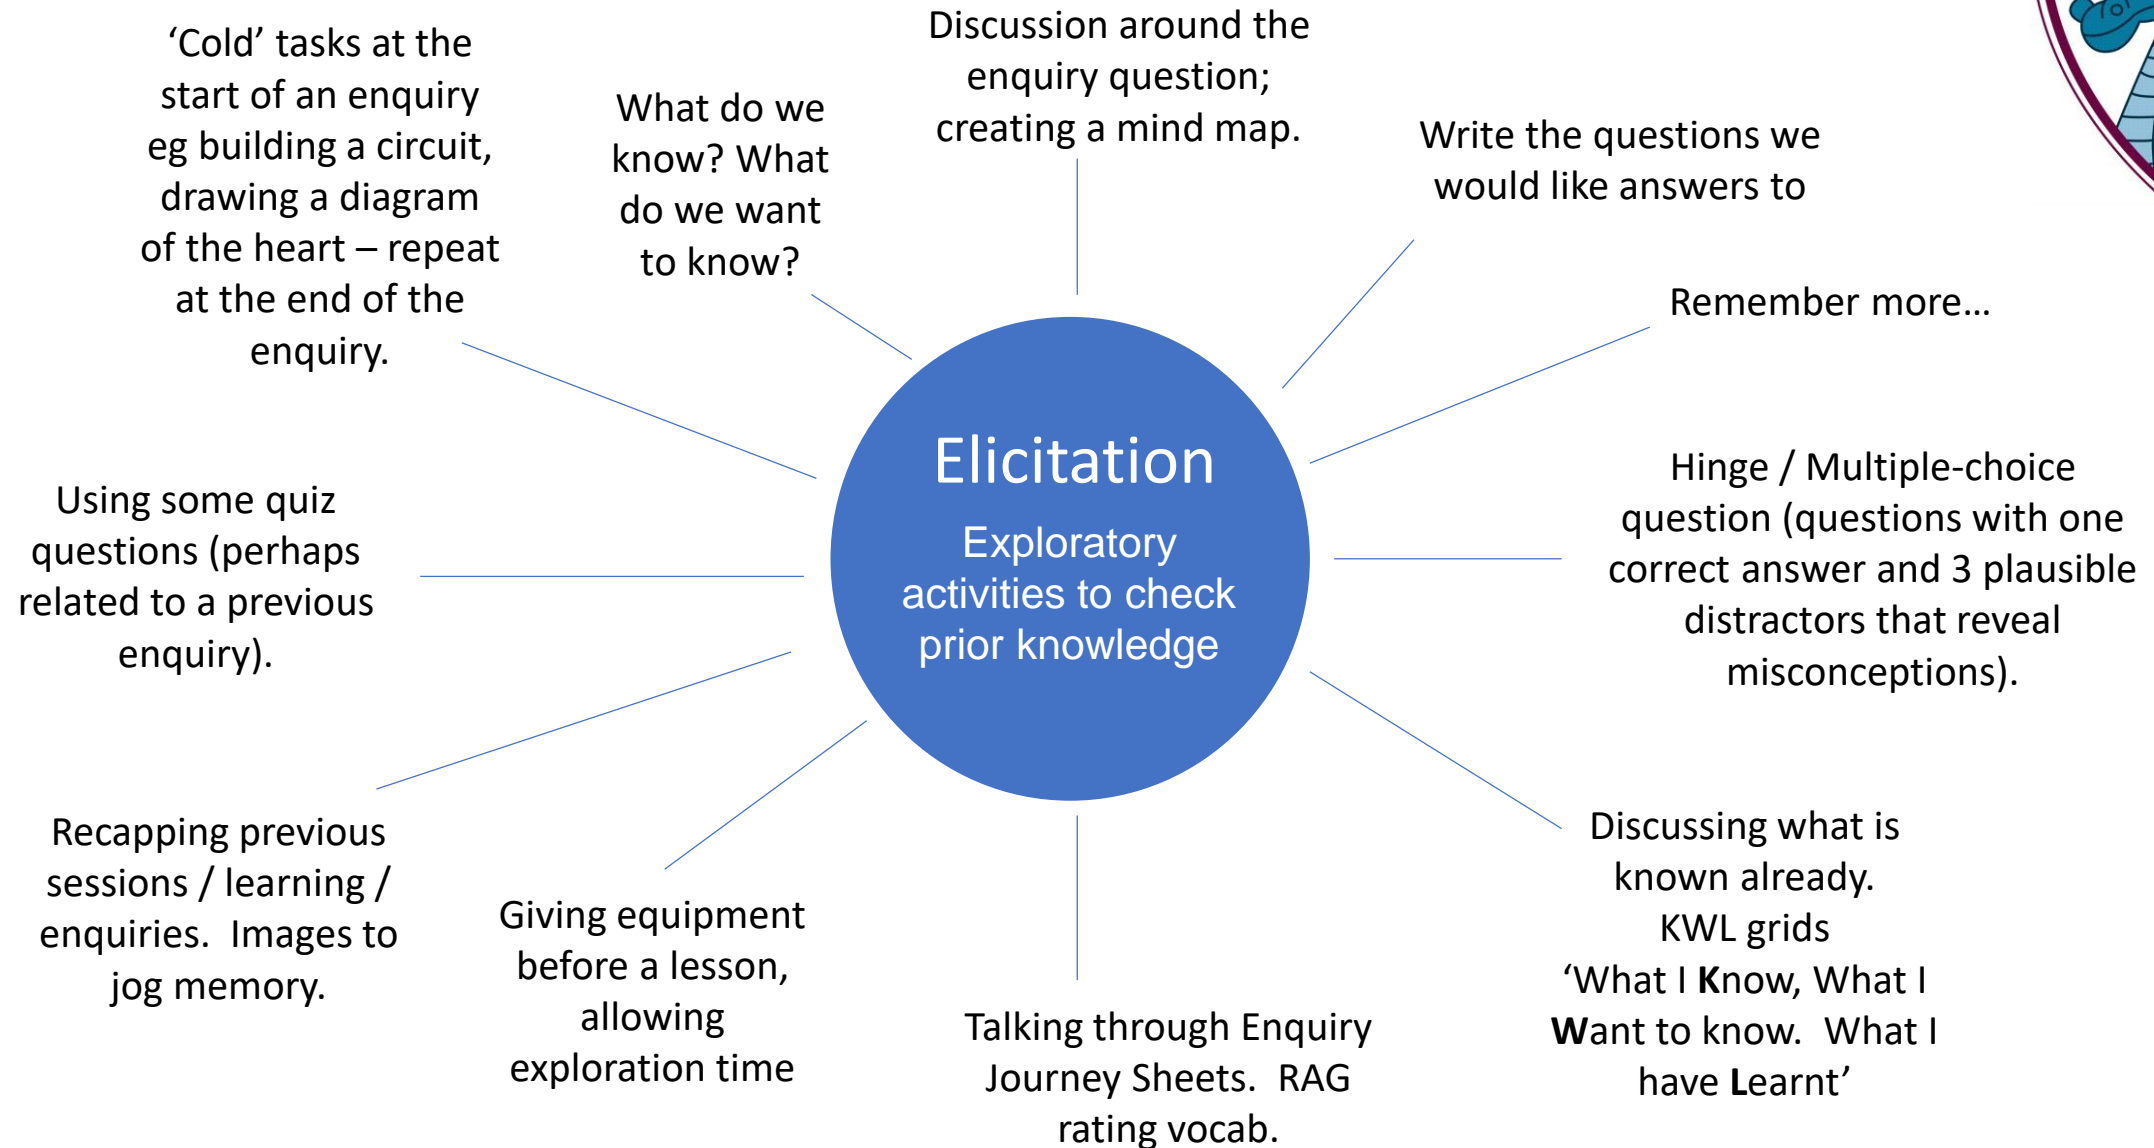 ‘Cold’ tasks at the
start of an enquiry
eg building a circuit,
drawing a diagram
of the heart – repeat
at the end of the
enquiry.
What do we
know? What
do we want
to know?
Discussion around the
enquiry question;
creating a mind map.
Write the questions we
would like answers to
Remember more…
Elicitation
Exploratory
activities to check
prior knowledge
Using some quiz
questions (perhaps
related to a previous
enquiry).
Hinge / Multiple-choice
question (questions with one
correct answer and 3 plausible
distractors that reveal
misconceptions).
Recapping previous
sessions / learning /
enquiries.  Images to
jog memory.
Giving equipment
before a lesson,
allowing
exploration time
Talking through Enquiry
Journey Sheets.  RAG
rating vocab.
Discussing what is
known already.
KWL grids
‘What I Know, What I
Want to know.  What I
have Learnt’